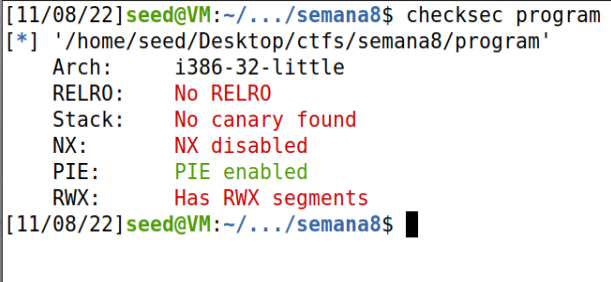 [11/08/22]seed@VM:~/.../semana8$ checksec program
[*] '/home/seed/Desktop/ctfs/semana8/program'
    Arch:     i386-32-little
    RELRO:    No RELRO
    Stack:    No canary found
    NX:       NX disabled
    PIE:      PIE enabled
    RWX:      Has RWX segments
[11/08/22]seed@VM:~/.../semana8$